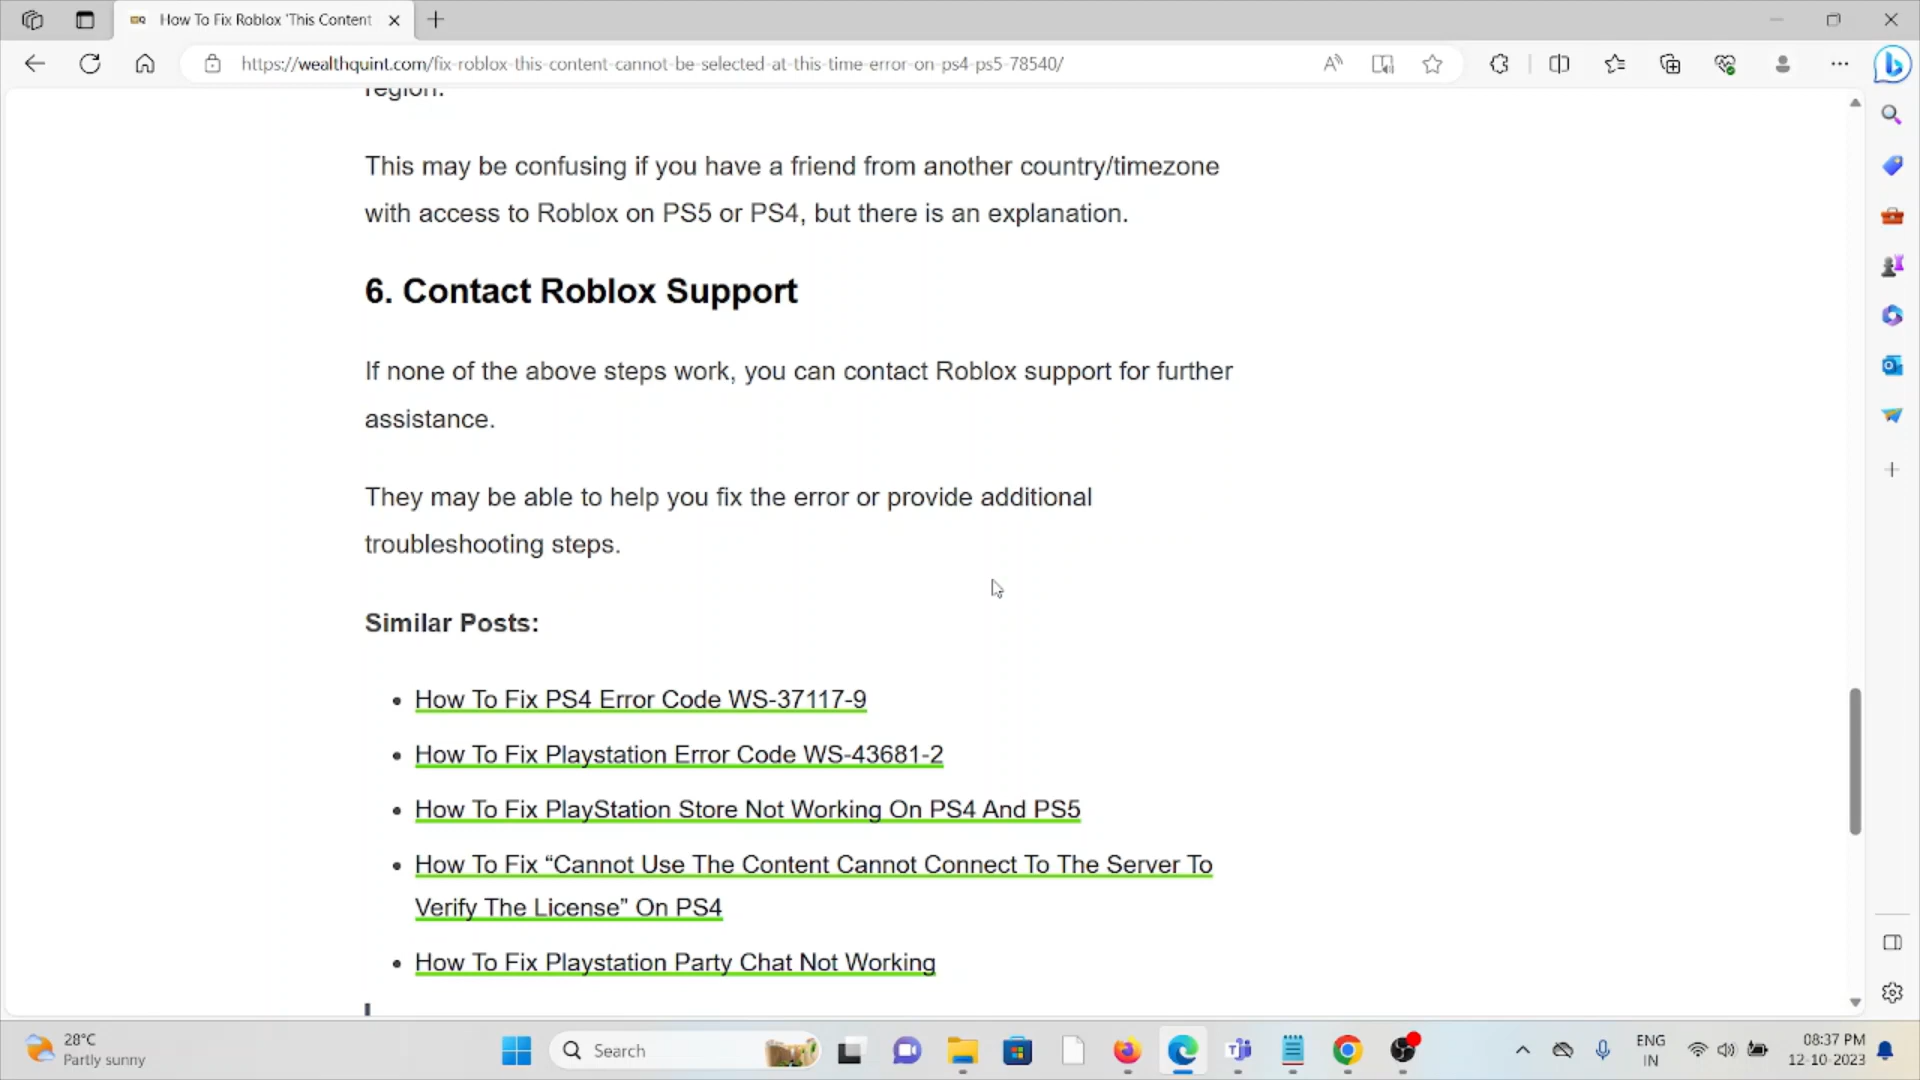 How To Fix Roblox 'This Content
https://wealthquint.com/fix-roblox-this-content-cannot-be-selected-at-this-time-error-on-ps4-ps5-78540/
region.
This may be confusing if you have a friend from another country/timezone
with access to Roblox on PS5 or PS4, but there is an explanation.
6. Contact Roblox Support
If none of the above steps work, you can contact Roblox support for further
assistance.
They may be able to help you fix the error or provide additional
troubleshooting steps.
Similar Posts:
• How To Fix PS4 Error Code WS-37117-9
• How To Fix Playstation Error Code WS-43681-2
• How To Fix PlayStation Store Not Working On PS4 And PS5
• How To Fix “Cannot Use The Content Cannot Connect To The Server To
Verify The License” On PS4
• How To Fix Playstation Party Chat Not Working
28°C
Partly sunny
Search
ENG
IN
08:37 PM
12-10-2023